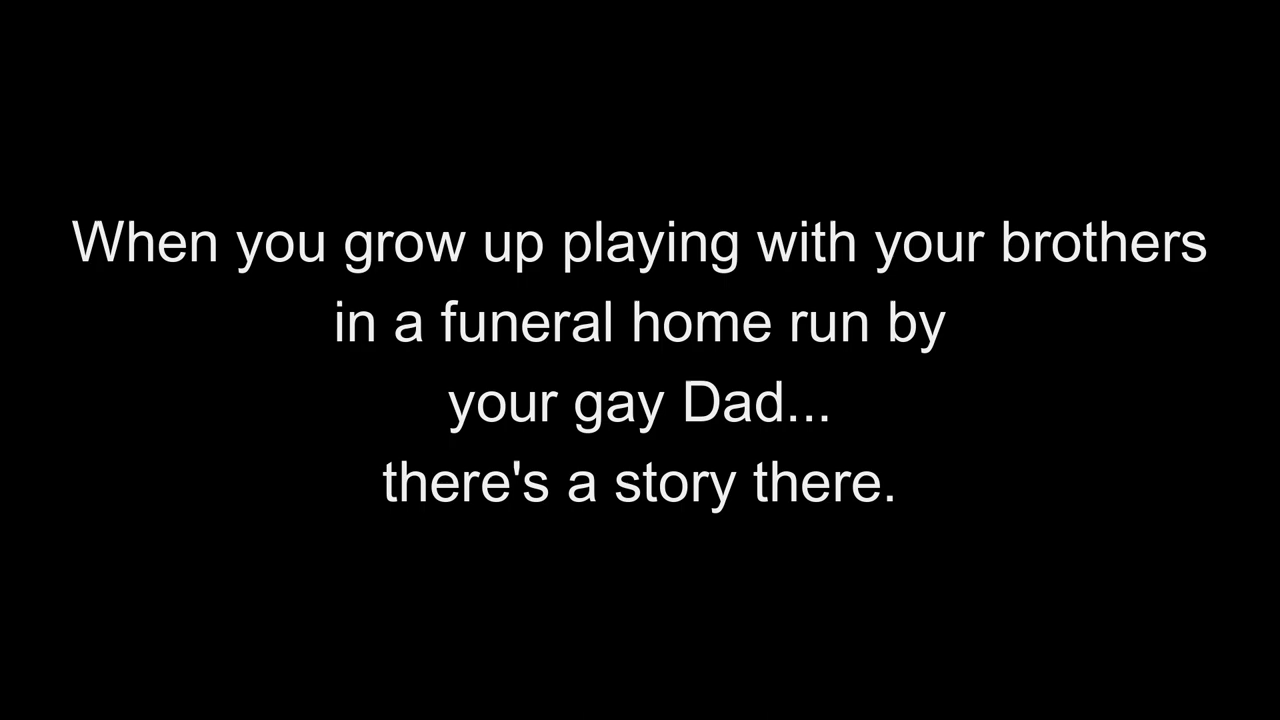 When you grow up playing with your brothers
in a funeral home run by
your gay Dad...
there's a story there.